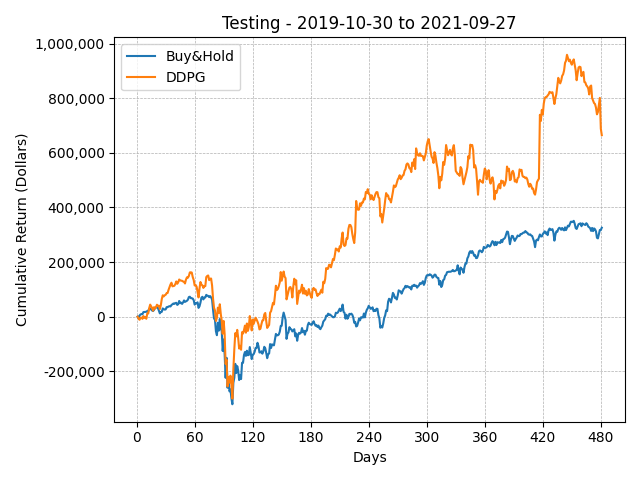 Testing - 2019-10-30 to 2021-09-27
Cumulative Return (Dollars)
1,000,000
800,000
600,000
400,000
200,000
0
-200,000
Buy&Hold
DDPG
0 60 120 180 240 300 360 420 480
Days